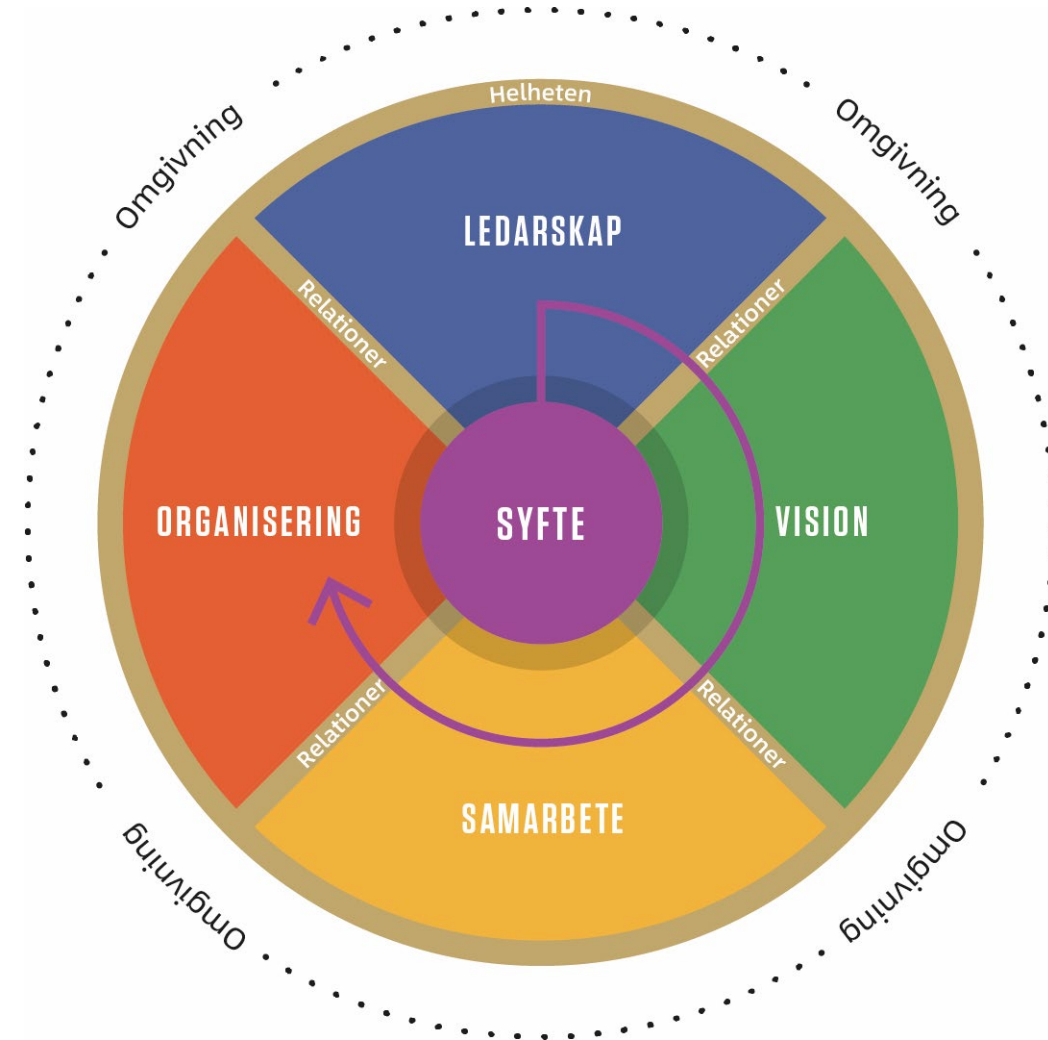 Omgivning
Helheten
Omgivning
LEDARSKAP
Relationer
Relationer
ORGANISERING
SYFTE
VISION
Relationer
Relationer
SAMARBETE
Omgivning
Omgivning